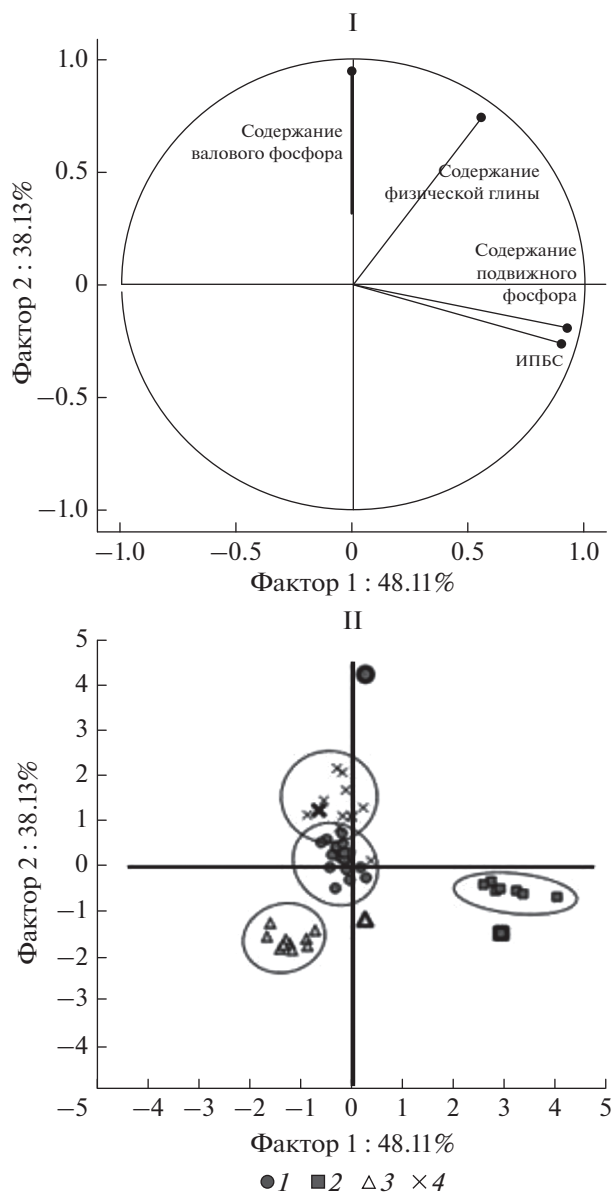 I
1.0
0.5
0
−0.5
−1.0
Фактор 2 : 38.13%
Содержание
валового фосфора
Содержание
физической глины
Содержание
подвижного
фосфора
ИПБС
−1.0 −0.5 0 0.5 1.0
Фактор 1 : 48.11%
II
5
4
3
2
1
0
−1
−2
−3
−4
Фактор 2 : 38.13%
−5 −4 −3 −2 −1 0 1 2 3 4 5
Фактор 1 : 48.11%
1 2 3 4